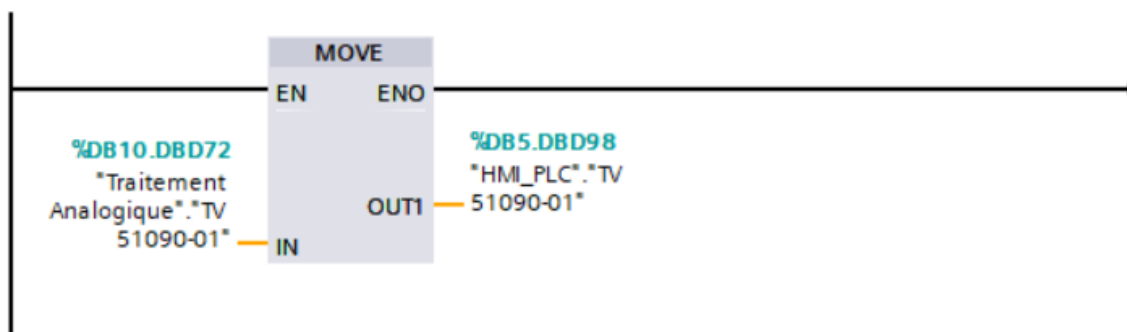 MOVE
EN ENO
%DB10.DBD72
"Traitement
Analogique"."TV
51090-01"
IN
%DB5.DBD98
"HMI_PLC"."TV
51090-01"
OUT1